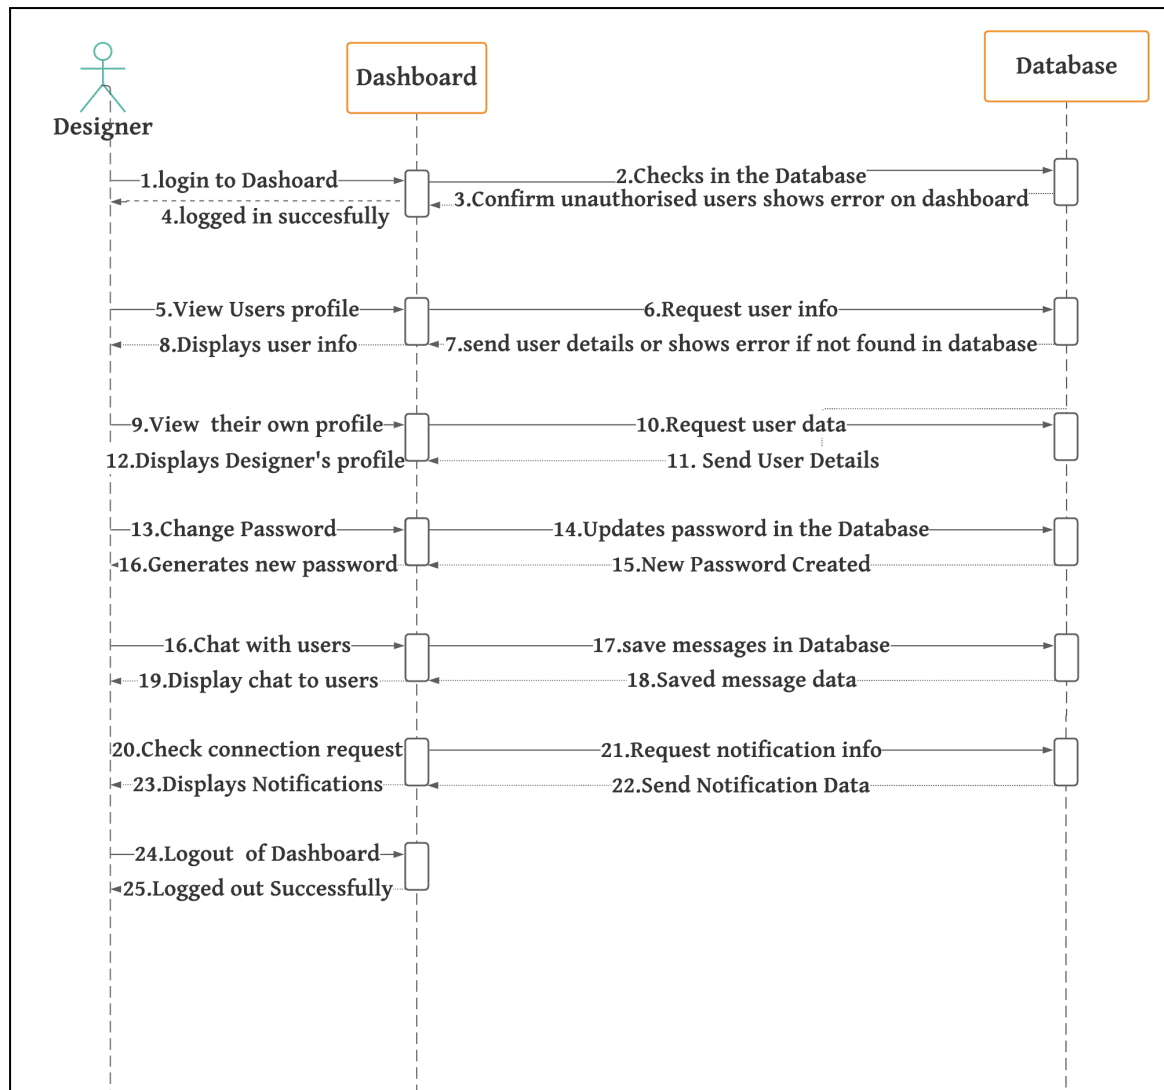 Designer
Dashboard
Database
1.login to Dashoard
2.Checks in the Database
3.Confirm unauthorised users shows error on dashboard
4.logged in succesfully
5.View Users profile
6.Request user info
8.Displays user info
7.send user details or shows error if not found in database
9.View  their own profile
10.Request user data
12.Displays Designer's profile
11. Send User Details
13.Change Password
14.Updates password in the Database
16.Generates new password
15.New Password Created
16.Chat with users
17.save messages in Database
19.Display chat to users
18.Saved message data
20.Check connection request
21.Request notification info
23.Displays Notifications
22.Send Notification Data
24.Logout  of Dashboard
25.Logged out Successfully